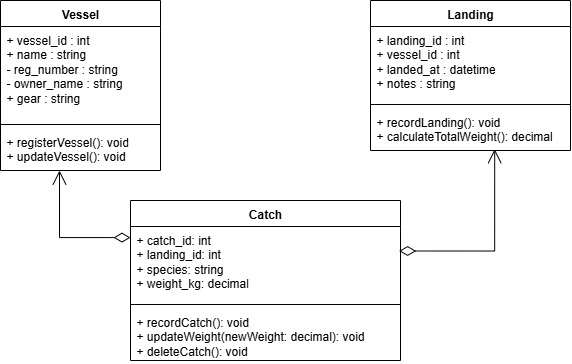 Vessel
+ vessel_id : int
+ name : string
- reg_number : string
- owner_name : string
+ gear : string
+ registerVessel(): void
+ updateVessel(): void
Landing
+ landing_id : int
+ vessel_id : int
+ landed_at : datetime
+ notes : string
+ recordLanding(): void
+ calculateTotalWeight(): decimal
Catch
+ catch_id: int
+ landing_id: int
+ species: string
+ weight_kg: decimal
+ recordCatch(): void
+ updateWeight(newWeight: decimal): void
+ deleteCatch(): void